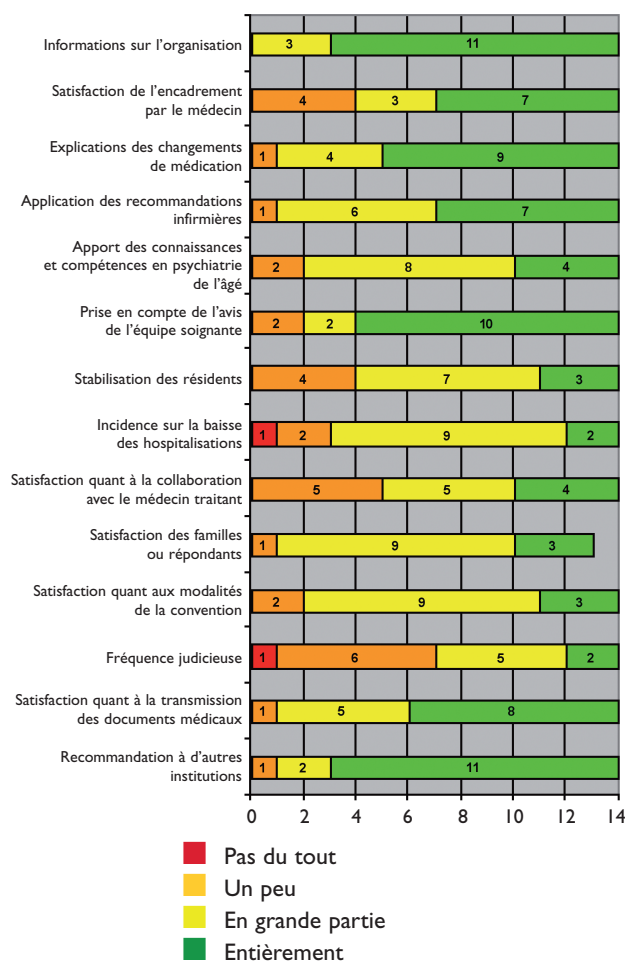 Informations sur l'organisation
3 11
Satisfaction de l'encadrement
par le médecin
4 3 7
Explications des changements
de médication
1 4 9
Application des recommandations
infirmières
1 6 7
Apport des connaissances
et compétences en psychiatrie
de l'âgé
2 8 4
Prise en compte de l'avis
de l'équipe soignante
2 2 10
Stabilisation des résidents
4 7 3
Incidence sur la baisse
des hospitalisations
1 2 9 2
Satisfaction quant à la collaboration
avec le médecin traitant
5 5 4
Satisfaction des familles
ou répondants
1 9 3
Satisfaction quant aux modalités
de la convention
2 9 3
Fréquence judicieuse
1 6 5 2
Satisfaction quant à la transmission
des documents médicaux
1 5 8
Recommandation à d'autres
institutions
1 2 11
0 2 4 6 8 10 12 14
Pas du tout
Un peu
En grande partie
Entièrement